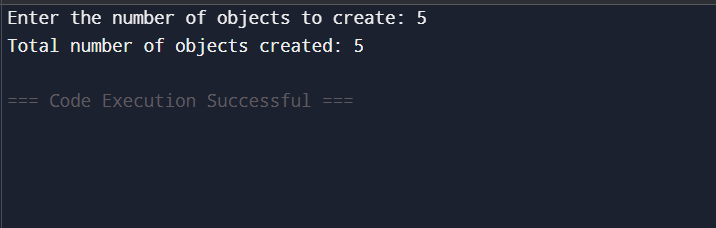 Enter the number of objects to create: 5
Total number of objects created: 5
=== Code Execution Successful ===